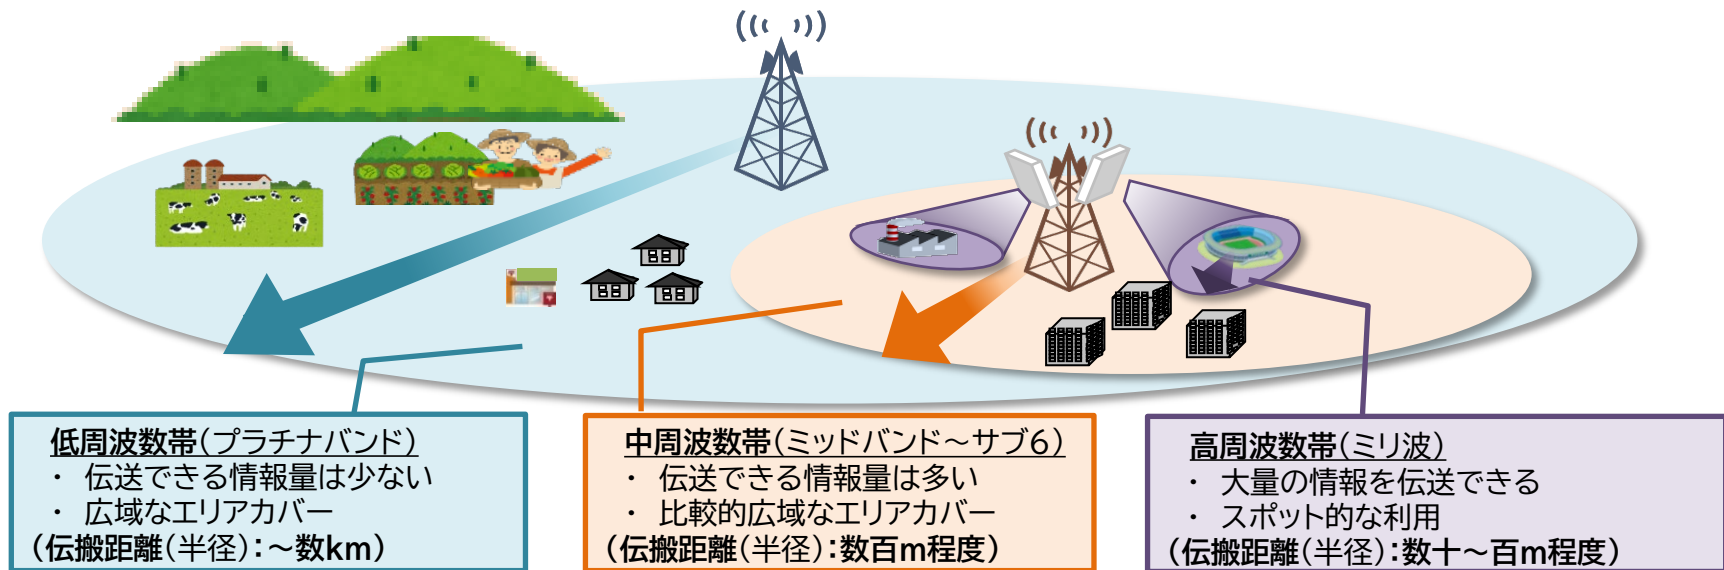 低周波数帯(プラチナバンド)
・ 伝送できる情報量は少ない
・ 広域なエリアカバー
(伝搬距離(半径):~数km)
中周波数帯(ミッドバンド~サブ6)
・ 伝送できる情報量は多い
・ 比較的広域なエリアカバー
(伝搬距離(半径):数百m程度)
高周波数帯(ミリ波)
・ 大量の情報を伝送できる
・ スポット的な利用
(伝搬距離(半径):数十~百m程度)